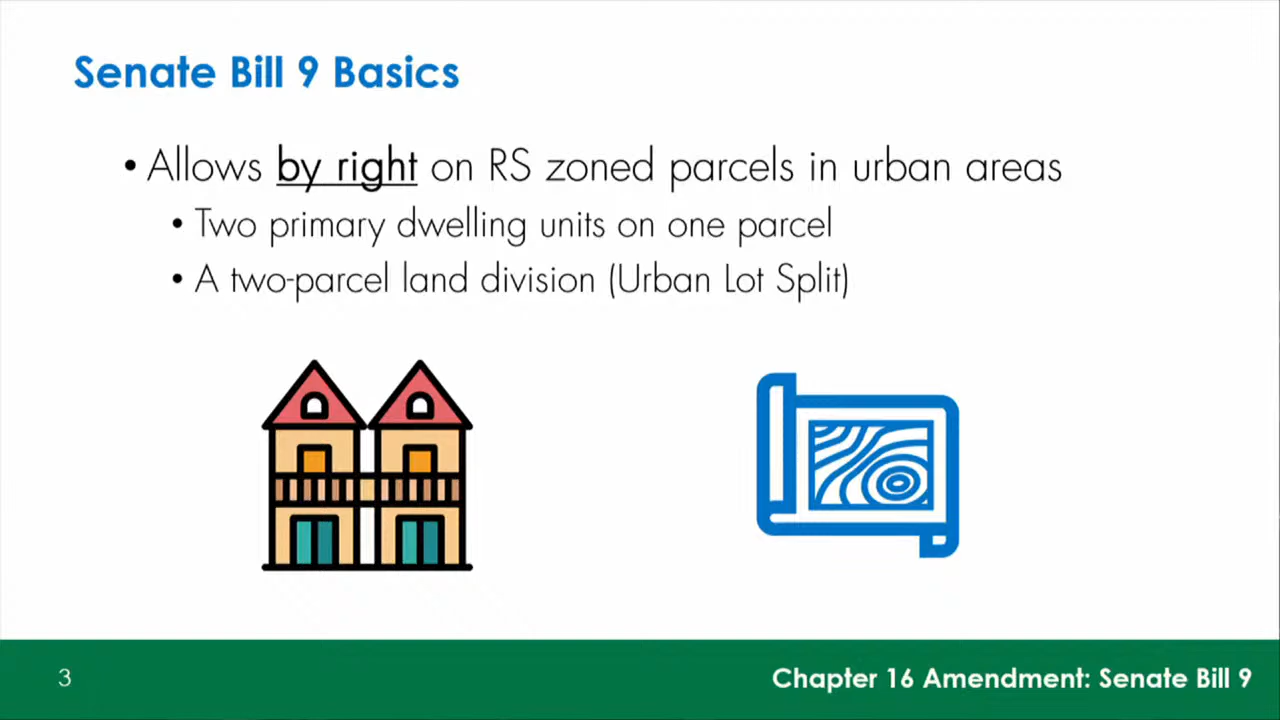 Senate Bill 9 Basics
• Allows by right on RS zoned parcels in urban areas
• Two primary dwelling units on one parcel
• A two-parcel land division (Urban Lot Split)
3
Chapter 16 Amendment: Senate Bill 9